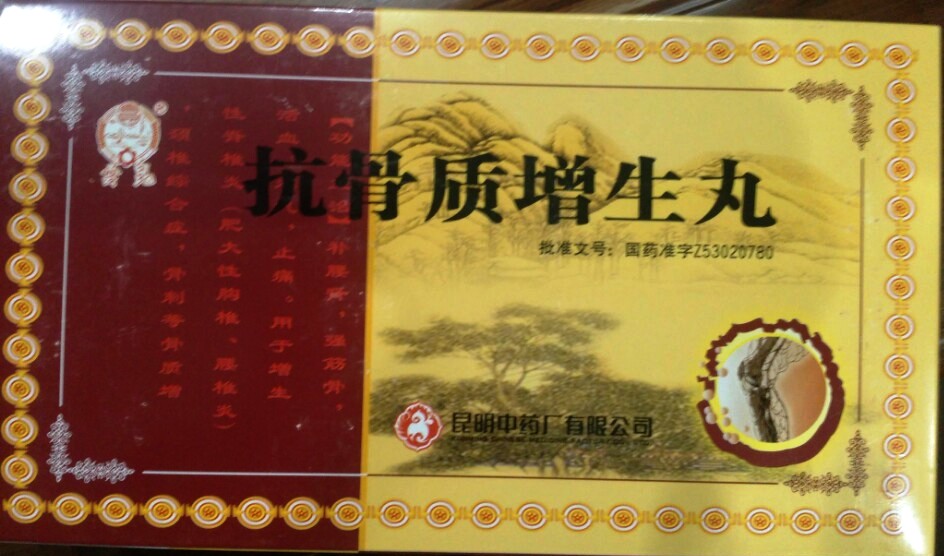 抗骨质增生丸
批准文号：国药准字Z53020780
补腰肾，强筋骨，
活血，止痛。用于增生
性脊椎炎（肥大性胸椎、腰椎炎）
，颈椎综合症，骨刺等骨质增
昆明中药厂有限公司